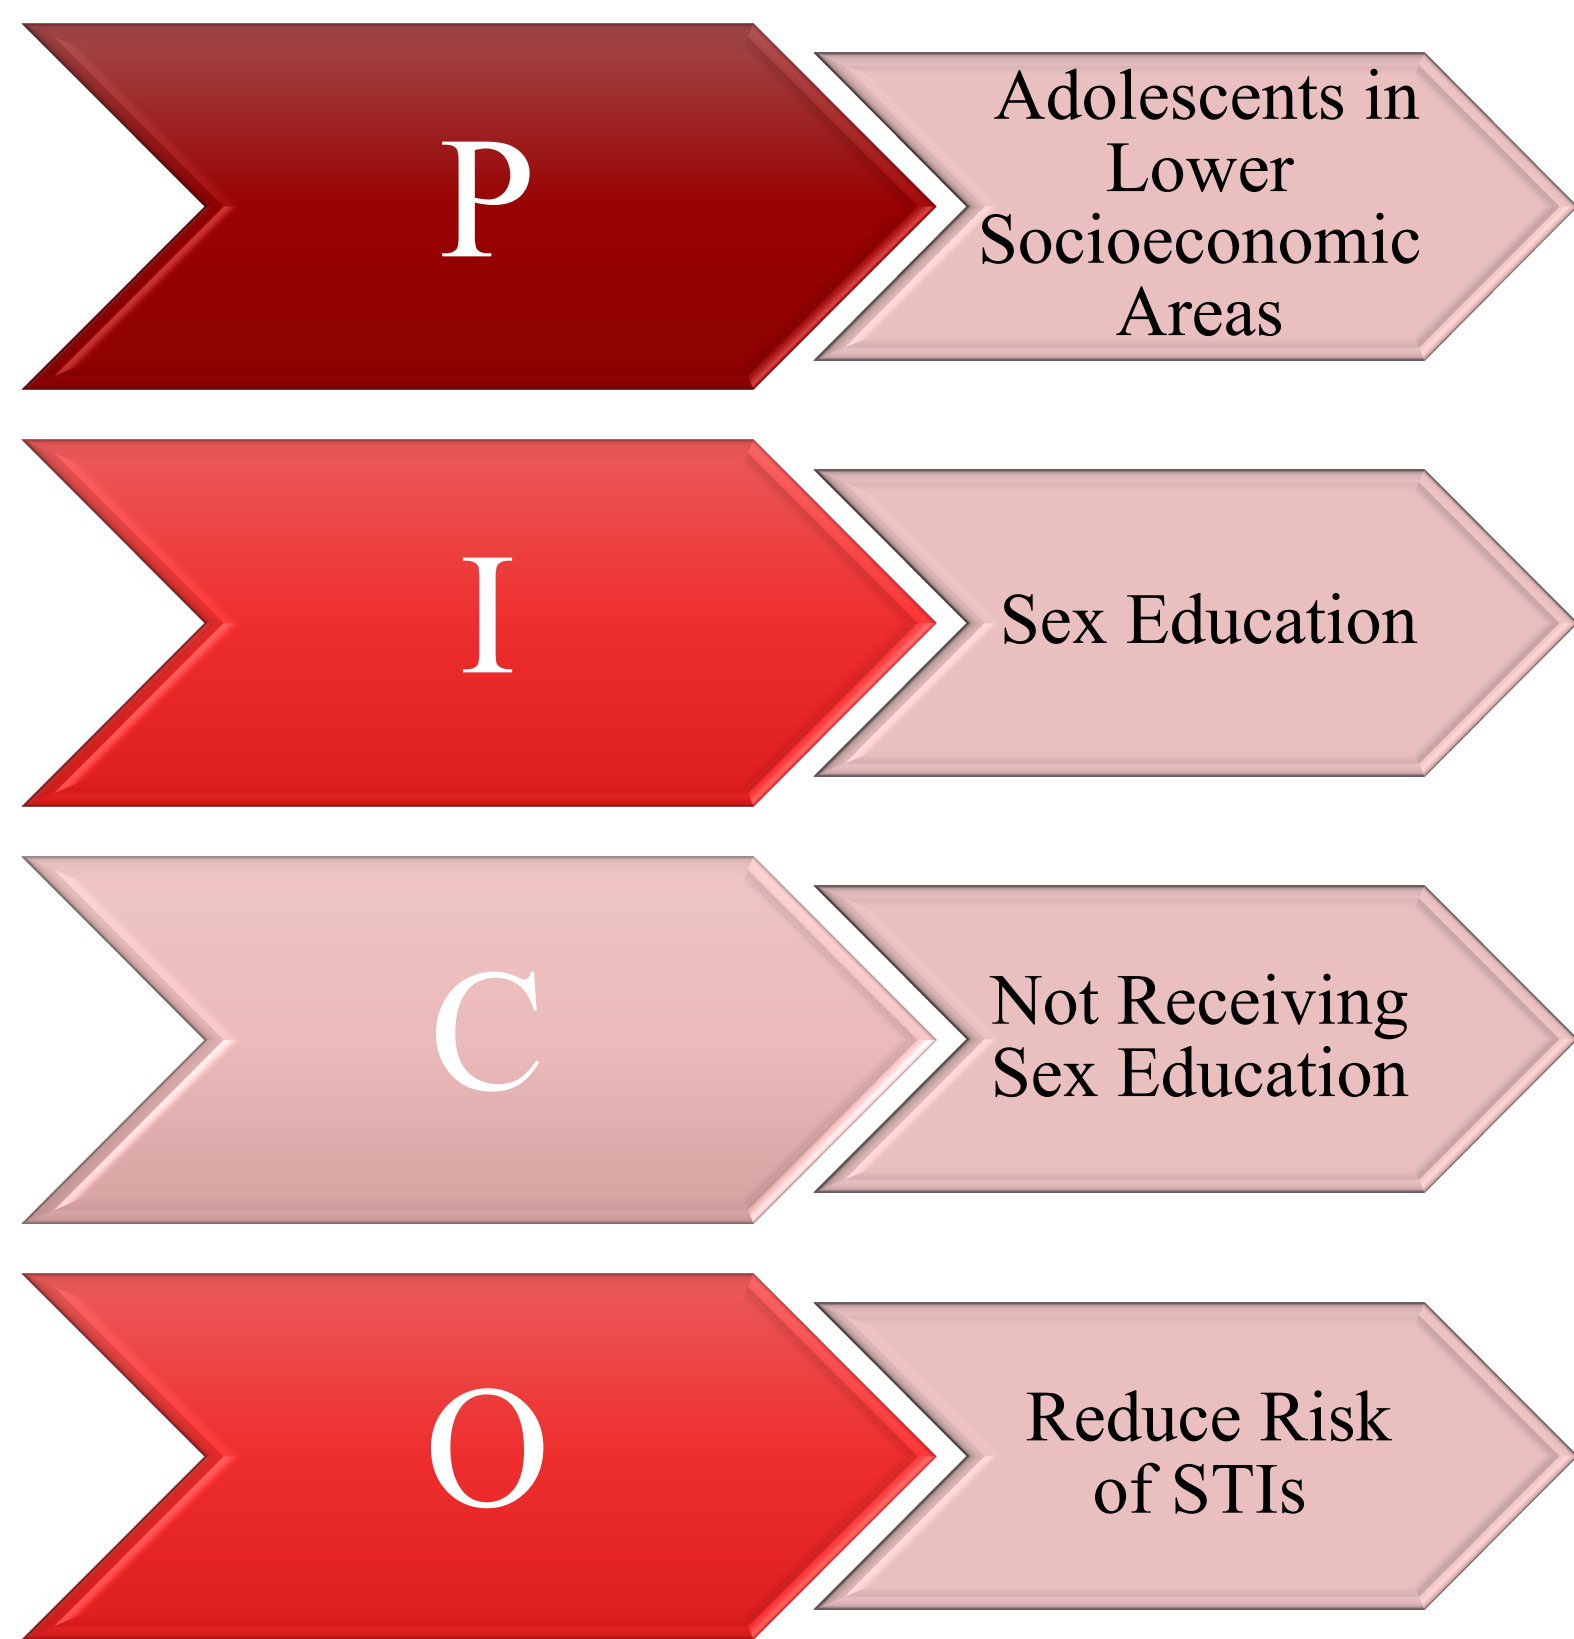 P
Adolescents in
Lower
Socioeconomic
Areas
I
Sex Education
C
Not Receiving
Sex Education
O
Reduce Risk
of STIs